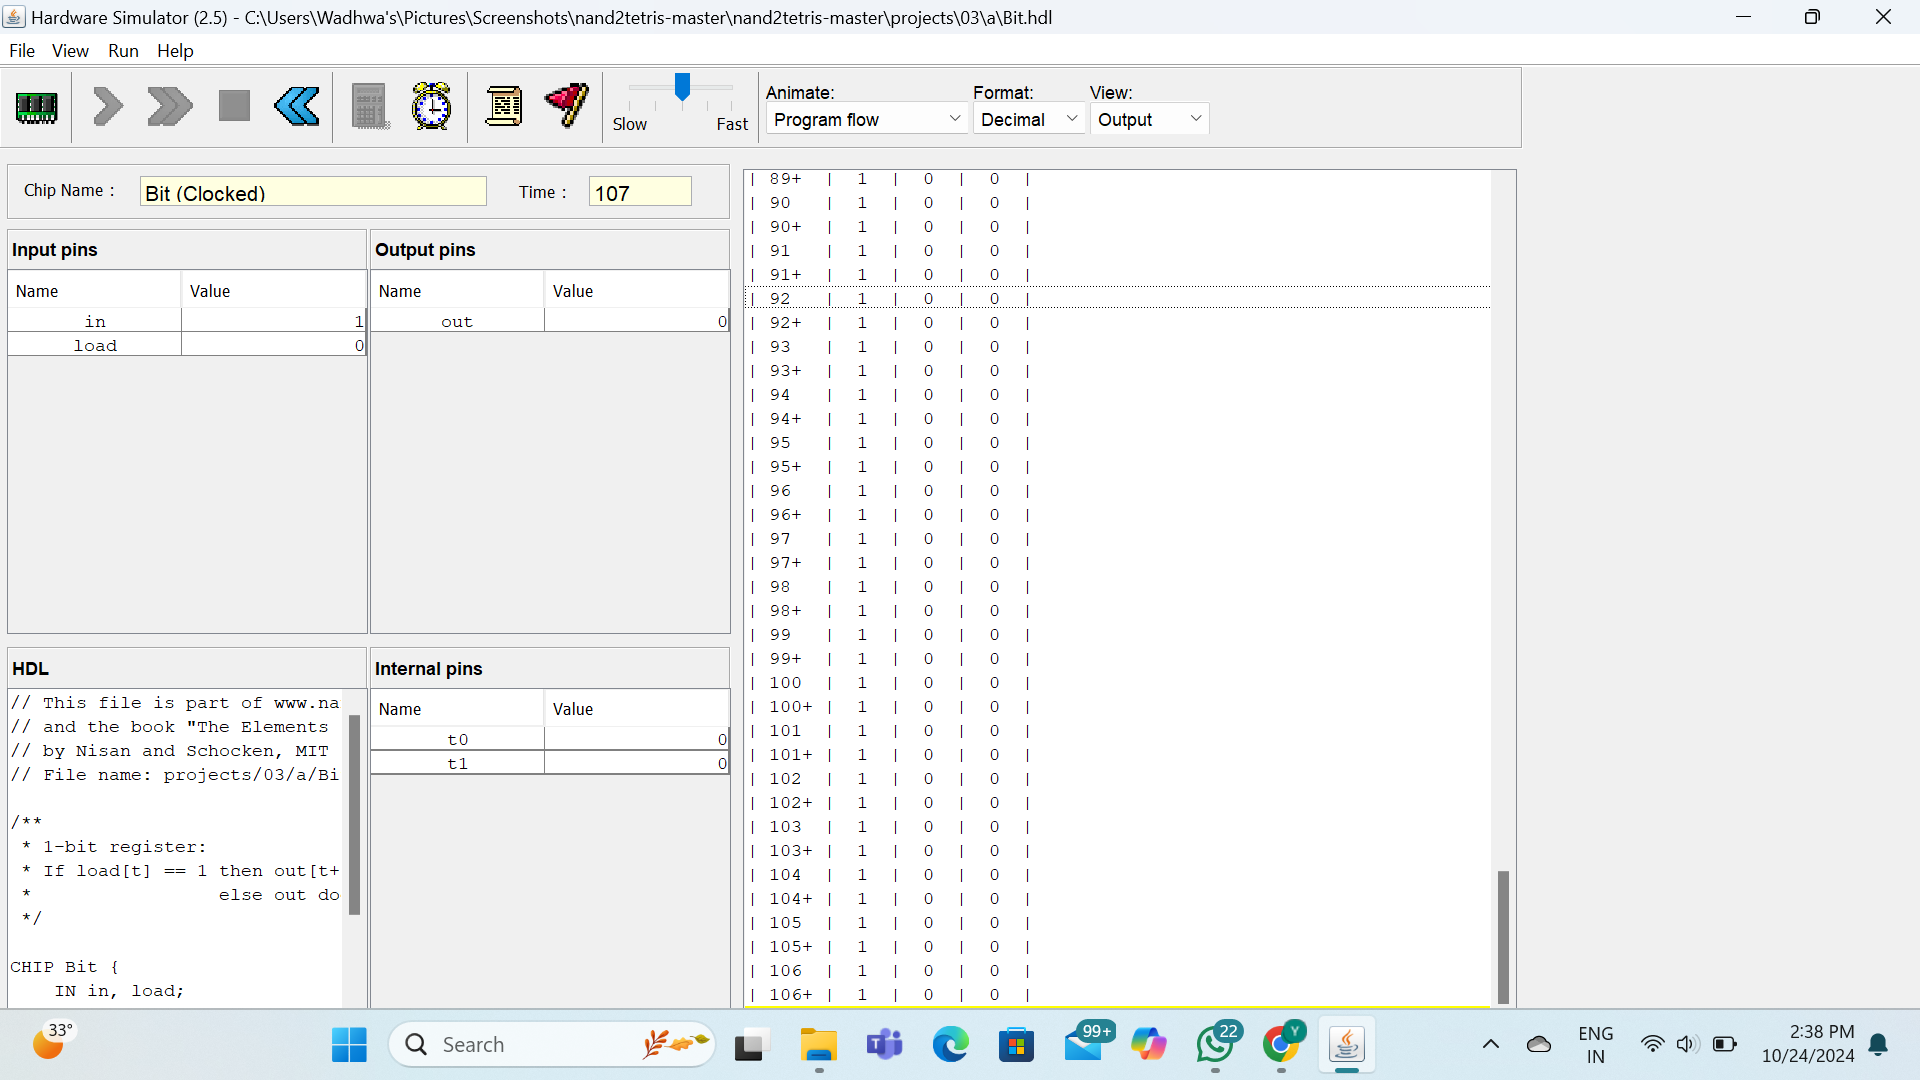 Hardware Simulator (2.5) - C:\Users\Wadhwa's\Pictures\Screenshots\nand2tetris-master\nand2tetris-master\projects\03\a\Bit.hdl
File View Run Help
Slow Fast
Animate: Format: View:
Program flow Decimal Output
Chip Name : Bit (Clocked) Time : 107
Input pins
Name Value
in 1
load 0
Output pins
Name Value
out 0
HDL
// This file is part of www.na
// and the book "The Elements
// by Nisan and Schocken, MIT
// File name: projects/03/a/Bi
/**
* 1-bit register:
* If load[t] == 1 then out[t+
* else out do
*/
CHIP Bit {
IN in, load;
Internal pins
Name Value
t0 0
t1 0
| 89+ | 1 | 0 | 0 |
| 90 | 1 | 0 | 0 |
| 90+ | 1 | 0 | 0 |
| 91 | 1 | 0 | 0 |
| 91+ | 1 | 0 | 0 |
| 92 | 1 | 0 | 0 |
| 92+ | 1 | 0 | 0 |
| 93 | 1 | 0 | 0 |
| 93+ | 1 | 0 | 0 |
| 94 | 1 | 0 | 0 |
| 94+ | 1 | 0 | 0 |
| 95 | 1 | 0 | 0 |
| 95+ | 1 | 0 | 0 |
| 96 | 1 | 0 | 0 |
| 96+ | 1 | 0 | 0 |
| 97 | 1 | 0 | 0 |
| 97+ | 1 | 0 | 0 |
| 98 | 1 | 0 | 0 |
| 98+ | 1 | 0 | 0 |
| 99 | 1 | 0 | 0 |
| 99+ | 1 | 0 | 0 |
| 100 | 1 | 0 | 0 |
| 100+ | 1 | 0 | 0 |
| 101 | 1 | 0 | 0 |
| 101+ | 1 | 0 | 0 |
| 102 | 1 | 0 | 0 |
| 102+ | 1 | 0 | 0 |
| 103 | 1 | 0 | 0 |
| 103+ | 1 | 0 | 0 |
| 104 | 1 | 0 | 0 |
| 104+ | 1 | 0 | 0 |
| 105 | 1 | 0 | 0 |
| 105+ | 1 | 0 | 0 |
| 106 | 1 | 0 | 0 |
| 106+ | 1 | 0 | 0 |
33°
Search
99+
22
Y
ENG
IN
2:38 PM
10/24/2024